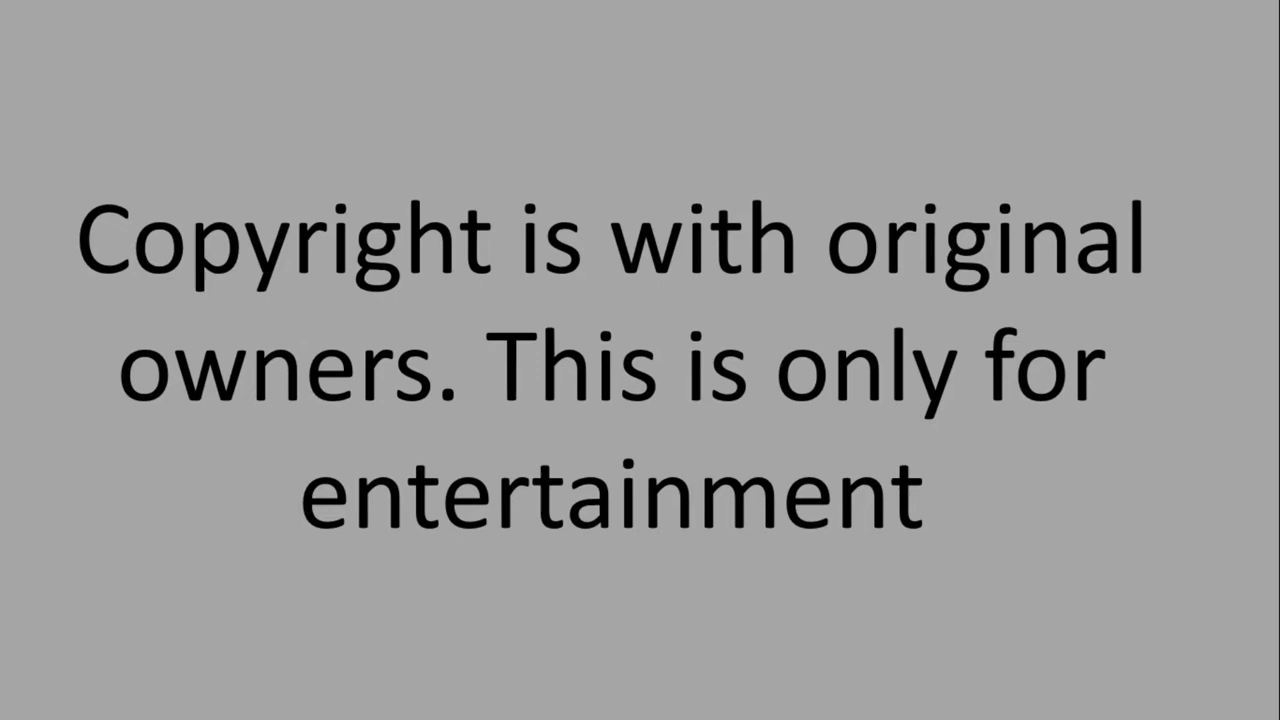 Copyright is with original
owners. This is only for
entertainment